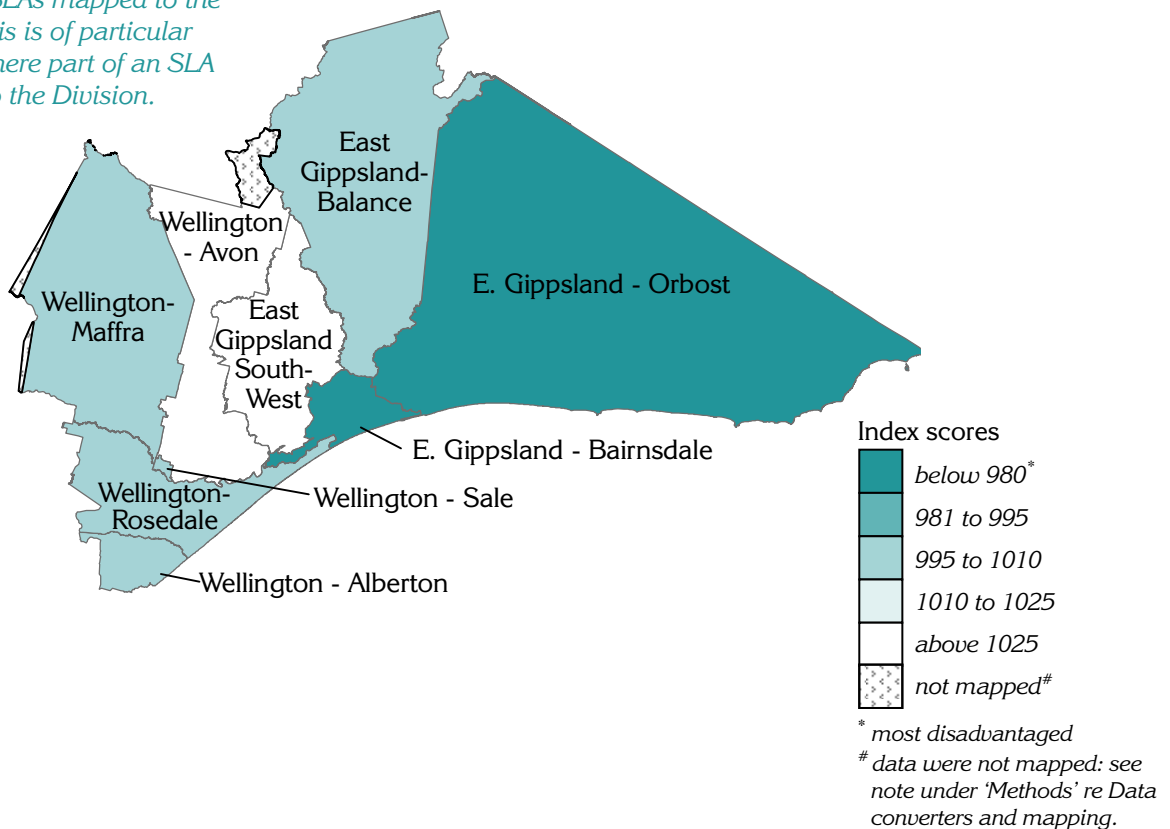 SLAs mapped to the
is is of particular
here part of an SLA
o the Division.
East
Gippsland-
Balance
Wellington
- Avon
E. Gippsland - Orbost
Wellington-
Maffra
East
Gippsland
South-
West
E. Gippsland - Bairnsdale
Wellington - Sale
Wellington-
Rosedale
Wellington - Alberton
Index scores
below 980*
981 to 995
995 to 1010
1010 to 1025
above 1025
not mapped#
* most disadvantaged
# data were not mapped: see
note under ‘Methods’ re Data
converters and mapping.